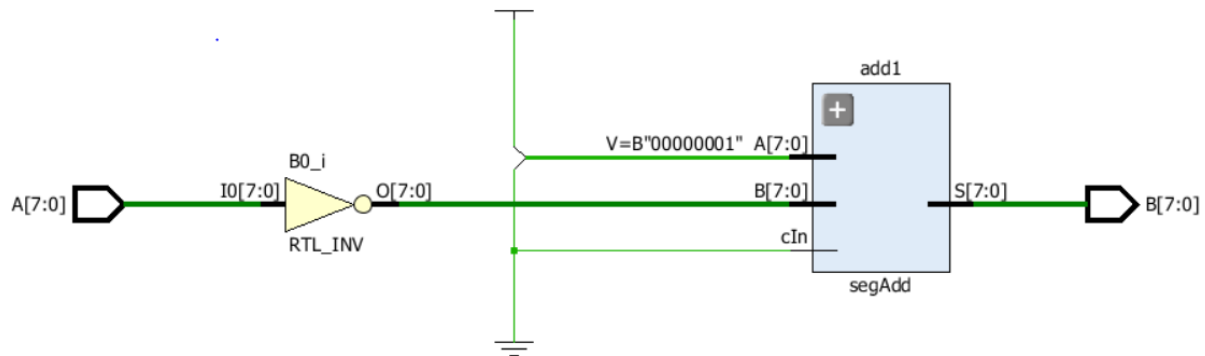 add1
V=B"00000001" A[7:0]
B0_i
A[7:0] I0[7:0] O[7:0] B[7:0] S[7:0] B[7:0]
cIn
RTL_INV
segAdd